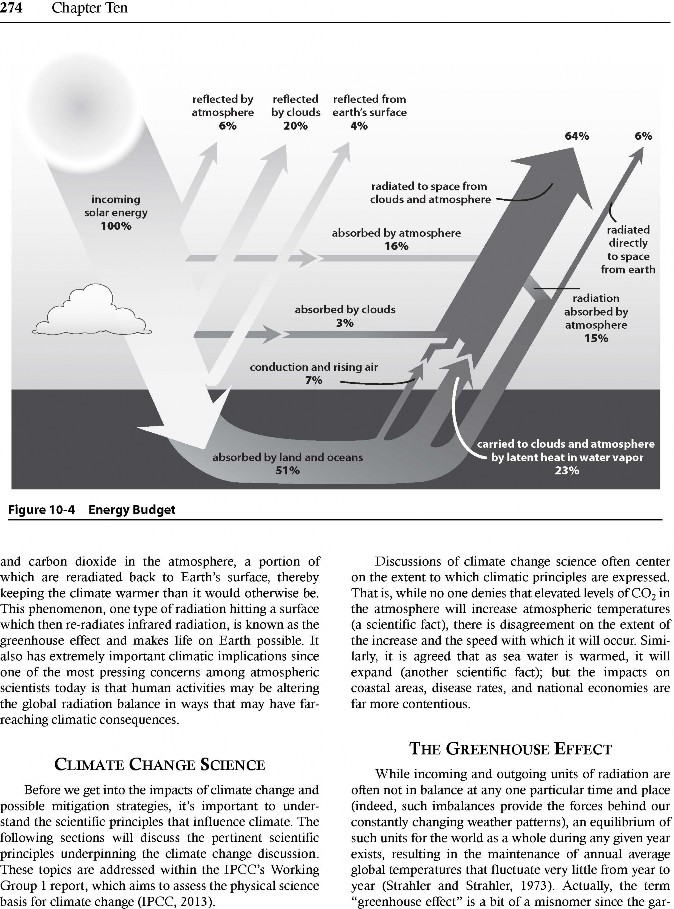 274 Chapter Ten
reflected by
atmosphere
6%
reflected
by clouds
20%
reflected from
earth's surface
4%
64%
6%
incoming
solar energy
100%
radiated to space from
clouds and atmosphere
absorbed by atmosphere
16%
radiated
directly
to space
from earth
absorbed by clouds
3%
radiation
absorbed by
atmosphere
15%
conduction and rising air
7%
absorbed by land and oceans
51%
carried to clouds and atmosphere
by latent heat in water vapor
23%
Figure 10-4 Energy Budget
and carbon dioxide in the atmosphere, a portion of
which are reradiated back to Earth's surface, thereby
keeping the climate warmer than it would otherwise be.
This phenomenon, one type of radiation hitting a surface
which then re-radiates infrared radiation, is known as the
greenhouse effect and makes life on Earth possible. It
also has extremely important climatic implications since
one of the most pressing concerns among atmospheric
scientists today is that human activities may be altering
the global radiation balance in ways that may have far-
reaching climatic consequences.
CLIMATE CHANGE SCIENCE
Before we get into the impacts of climate change and
possible mitigation strategies, it's important to under-
stand the scientific principles that influence climate. The
following sections will discuss the pertinent scientific
principles underpinning the climate change discussion.
These topics are addressed within the IPCC's Working
Group 1 report, which aims to assess the physical science
basis for climate change (IPCC, 2013).
Discussions of climate change science often center
on the extent to which climatic principles are expressed.
That is, while no one denies that elevated levels of CO₂ in
the atmosphere will increase atmospheric temperatures
(a scientific fact), there is disagreement on the extent of
the increase and the speed with which it will occur. Simi-
larly, it is agreed that as sea water is warmed, it will
expand (another scientific fact); but the impacts on
coastal areas, disease rates, and national economies are
far more contentious.
THE GREENHOUSE EFFECT
While incoming and outgoing units of radiation are
often not in balance at any one particular time and place
(indeed, such imbalances provide the forces behind our
constantly changing weather patterns), an equilibrium of
such units for the world as a whole during any given year
exists, resulting in the maintenance of annual average
global temperatures that fluctuate very little from year to
year (Strahler and Strahler, 1973). Actually, the term
"greenhouse effect" is a bit of a misnomer since the gar-